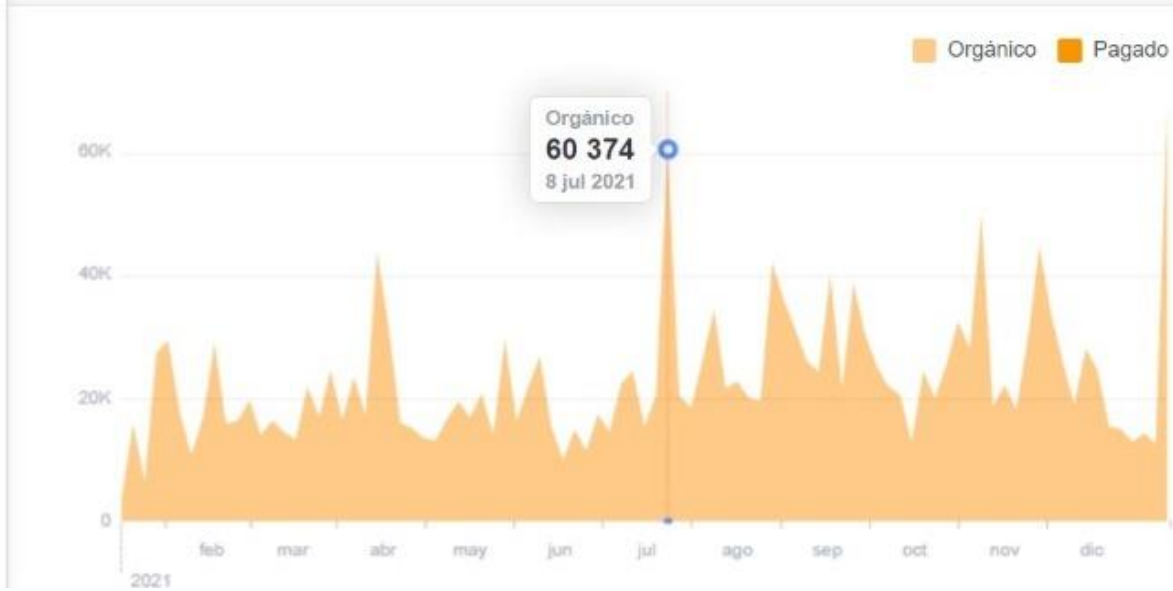 Orgánico Pagado
Orgánico
60 374
8 jul 2021
60K
40K
20K
0
feb mar abr may jun jul ago sep oct nov dic
2021